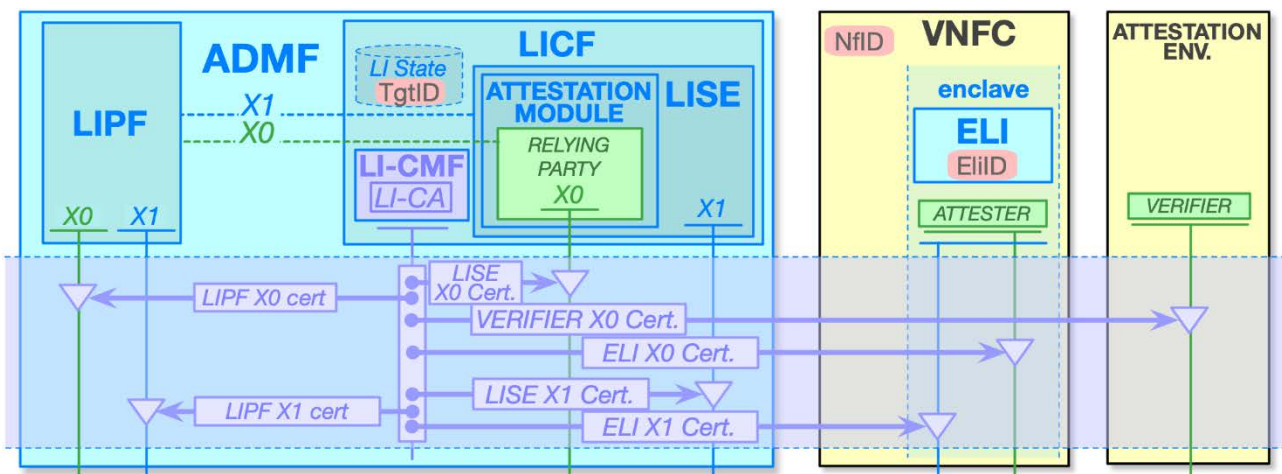 ADMF
LICF
VNFC
NfID
ATTESTATION
ENV.
LIPF
LI State
TgtID
ATTESTATION
MODULE
LISE
enclave
X1
X0
RELYING
PARTY
X0
ELI
EliID
LI-CMF
LI-CA
X0
X1
X1
ATTESTER
VERIFIER
LISE
X0 Cert.
LIPF X0 cert
VERIFIER X0 Cert.
ELI X0 Cert.
LISE X1 Cert.
LIPF X1 cert
ELI X1 Cert.